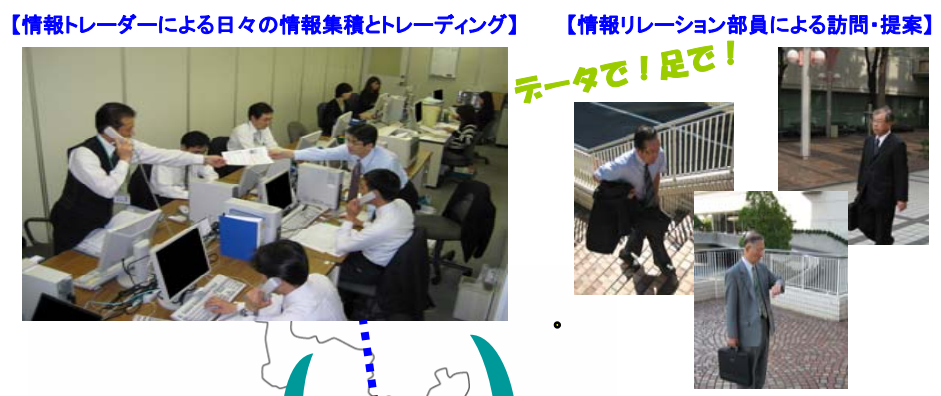 【情報トレーダーによる日々の情報集積とトレーディング】
【情報リレーション部員による訪問・提案】
データで！足で！
。